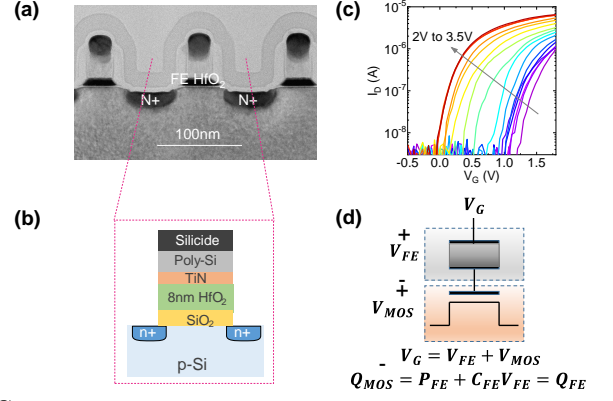 (a)
FE HfO₂
N+ N+
100nm
(b)
Silicide
Poly-Si
TiN
8nm HfO₂
SiO₂
n+ n+
p-Si
(c)
2V to 3.5V
I_D (A)
10⁻⁵
10⁻⁶
10⁻⁷
10⁻⁸
-0.5 0.0 0.5 1.0 1.5
V_G (V)
(d)
V_G
+
V_FE
-
+
V_MOS
-
V_G = V_FE + V_MOS
Q_MOS = P_FE + C_FE V_FE = Q_FE